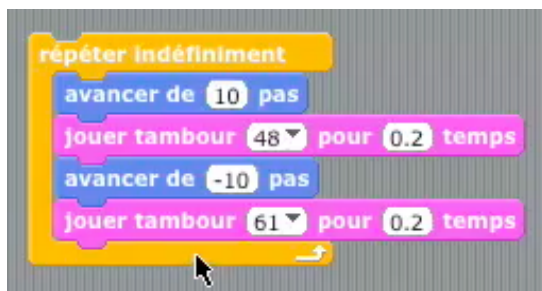 répéter indéfiniment
avancer de 10 pas
jouer tambour 48 pour 0.2 temps
avancer de -10 pas
jouer tambour 61 pour 0.2 temps